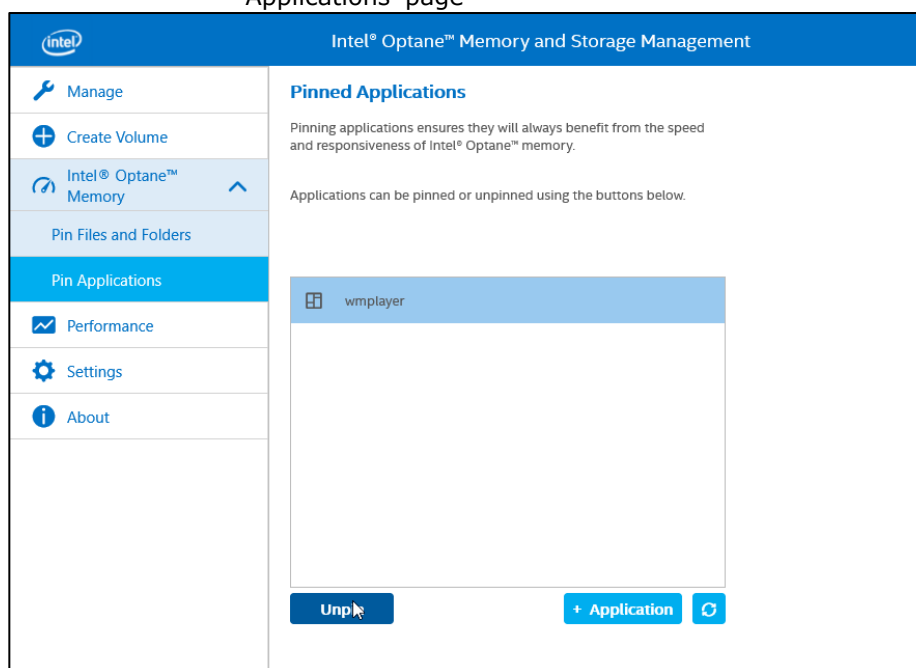 Applications" page
intel
Intel® Optane™ Memory and Storage Management
Manage
Create Volume
Intel® Optane™
Memory
Pin Files and Folders
Pin Applications
Performance
Settings
About
Pinned Applications
Pinning applications ensures they will always benefit from the speed
and responsiveness of Intel® Optane™ memory.
Applications can be pinned or unpinned using the buttons below.
wmplayer
+ Application